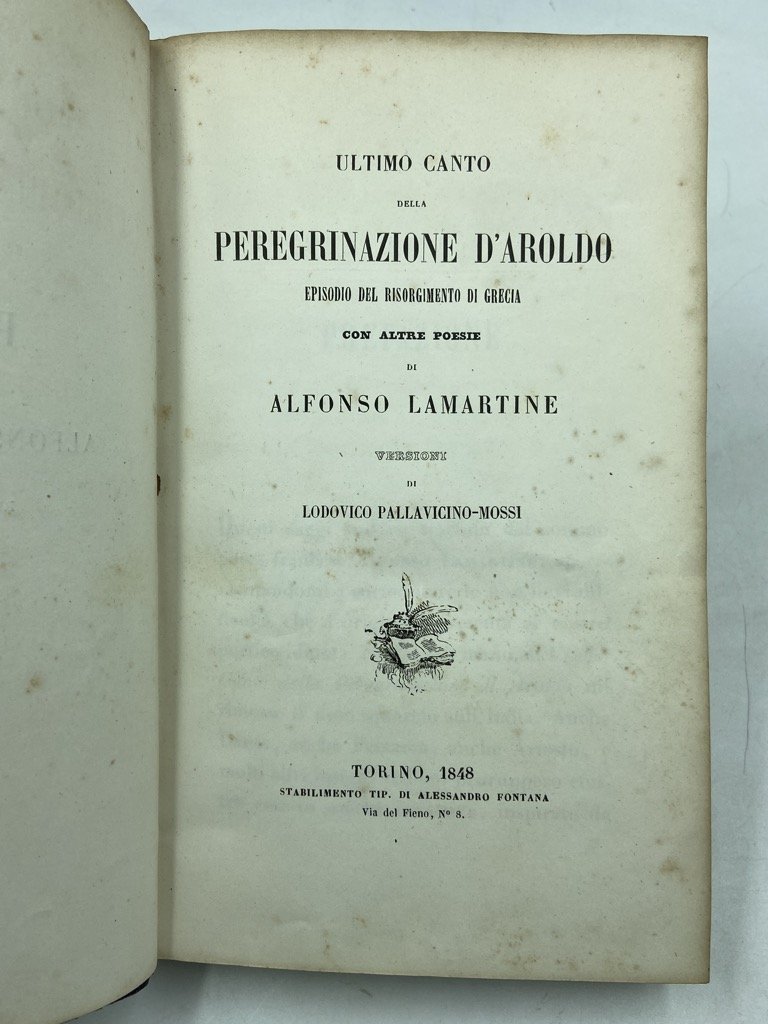 ULTIMO CANTO
DELLA
PEREGRINAZIONE D'AROLDO
EPISODIO DEL RISORGIMENTO DI GRECIA
CON ALTRE POESIE
DI
ALFONSO LAMARTINE
VERSIONI
DI
LODOVICO PALLAVICINO-MOSSI
TORINO, 1848
STABILIMENTO TIP. DI ALESSANDRO FONTANA
Via del Fieno, Nº 8.